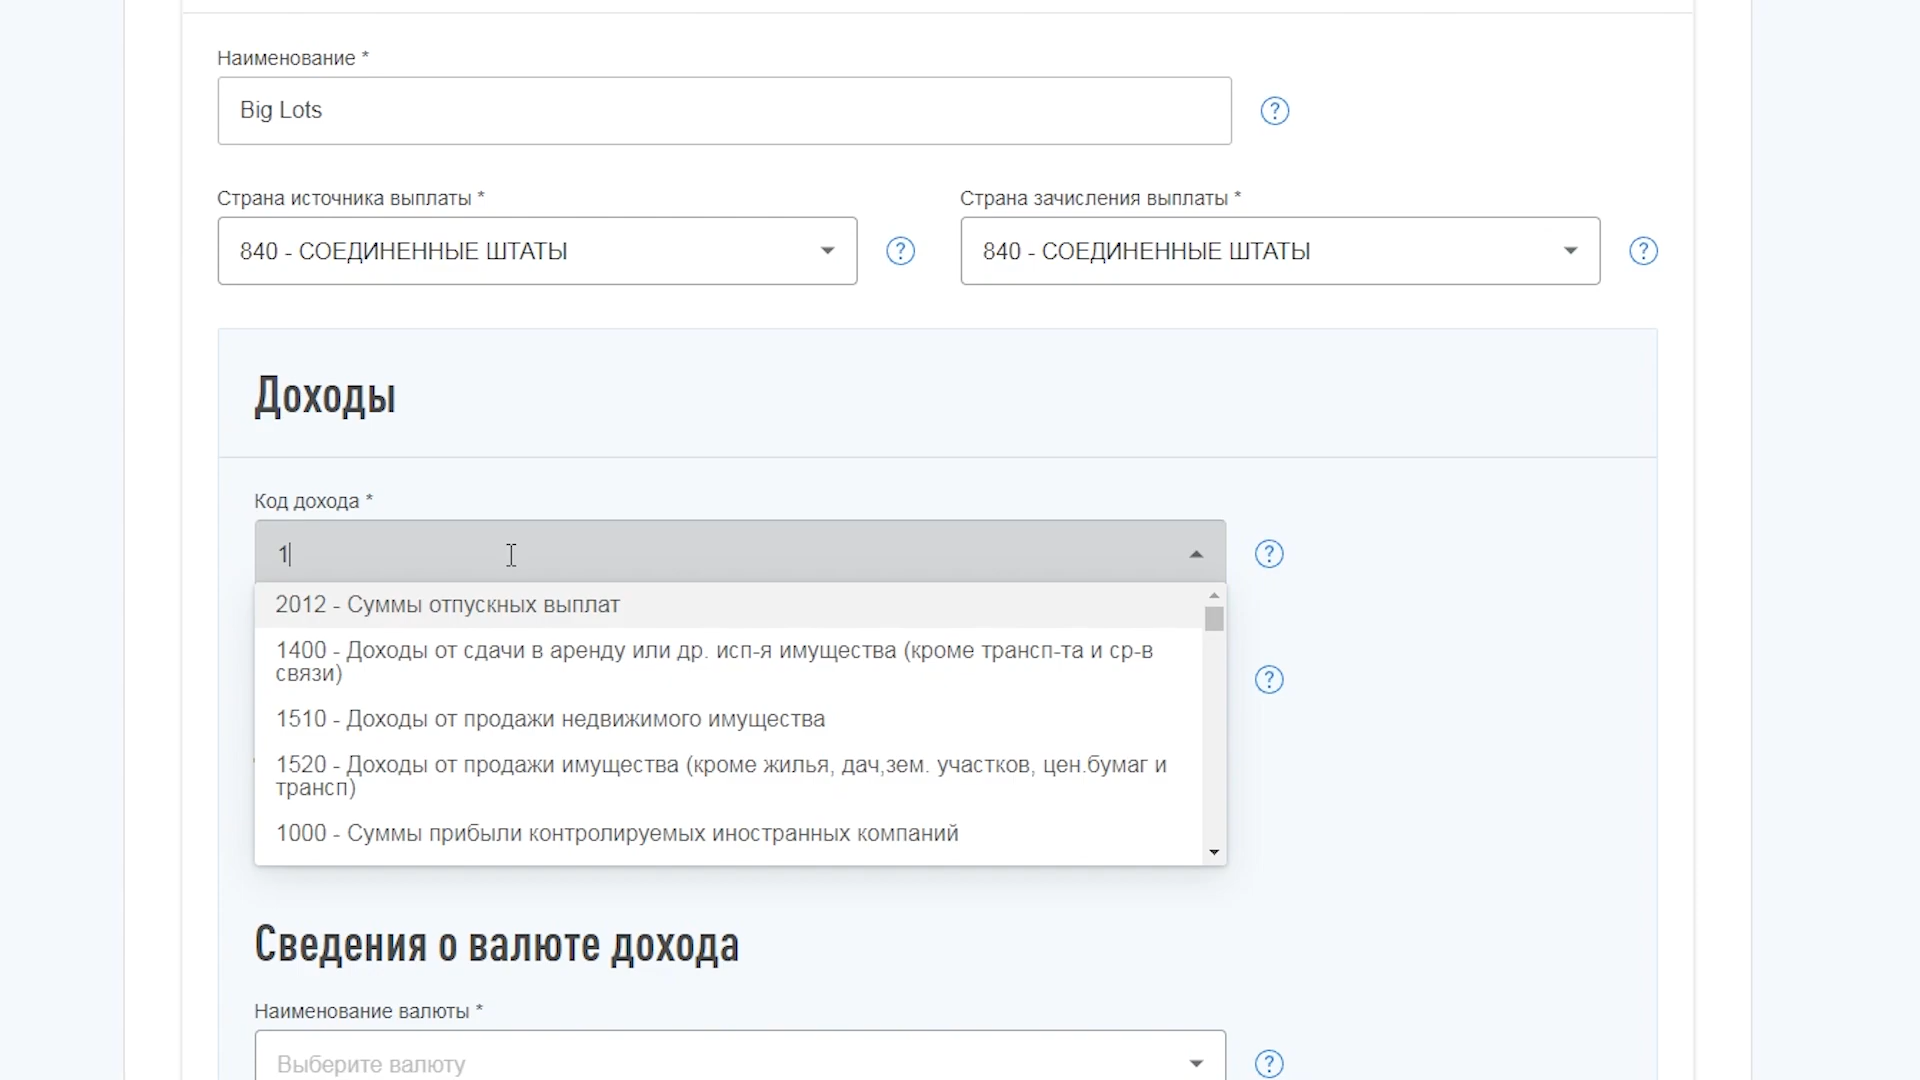 Наименование *
Big Lots
Страна источника выплаты *
Страна зачисления выплаты *
840 - СОЕДИНЕННЫЕ ШТАТЫ
840 - СОЕДИНЕННЫЕ ШТАТЫ
Доходы
Код дохода *
1
2012 - Суммы отпускных выплат
1400 - Доходы от сдачи в аренду или др. исп-я имущества (кроме трансп-та и ср-в
связи)
1510 - Доходы от продажи недвижимого имущества
1520 - Доходы от продажи имущества (кроме жилья, дач,зем. участков, цен.бумаг и
трансп)
1000 - Суммы прибыли контролируемых иностранных компаний
Сведения о валюте дохода
Наименование валюты *
Выберите валюту